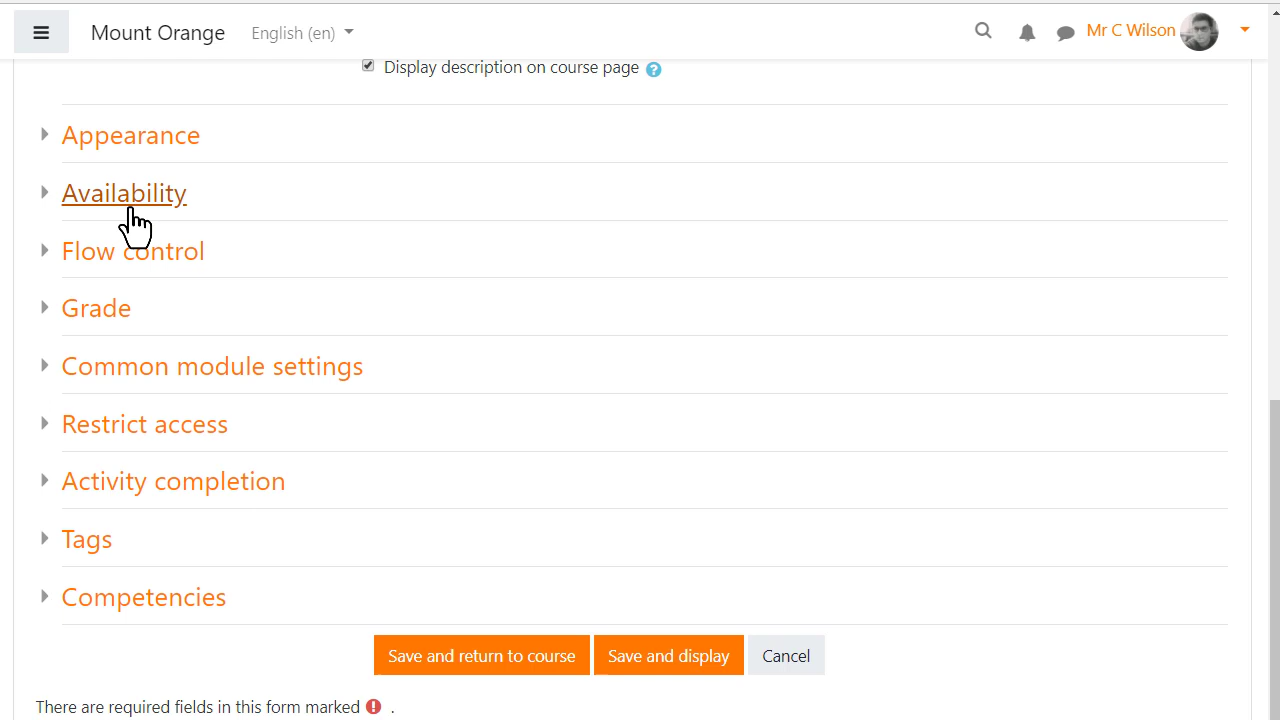 Mount Orange English (en) Mr C Wilson
Display description on course page
Appearance
Availability
Flow control
Grade
Common module settings
Restrict access
Activity completion
Tags
Competencies
Save and return to course Save and display Cancel
There are required fields in this form marked .